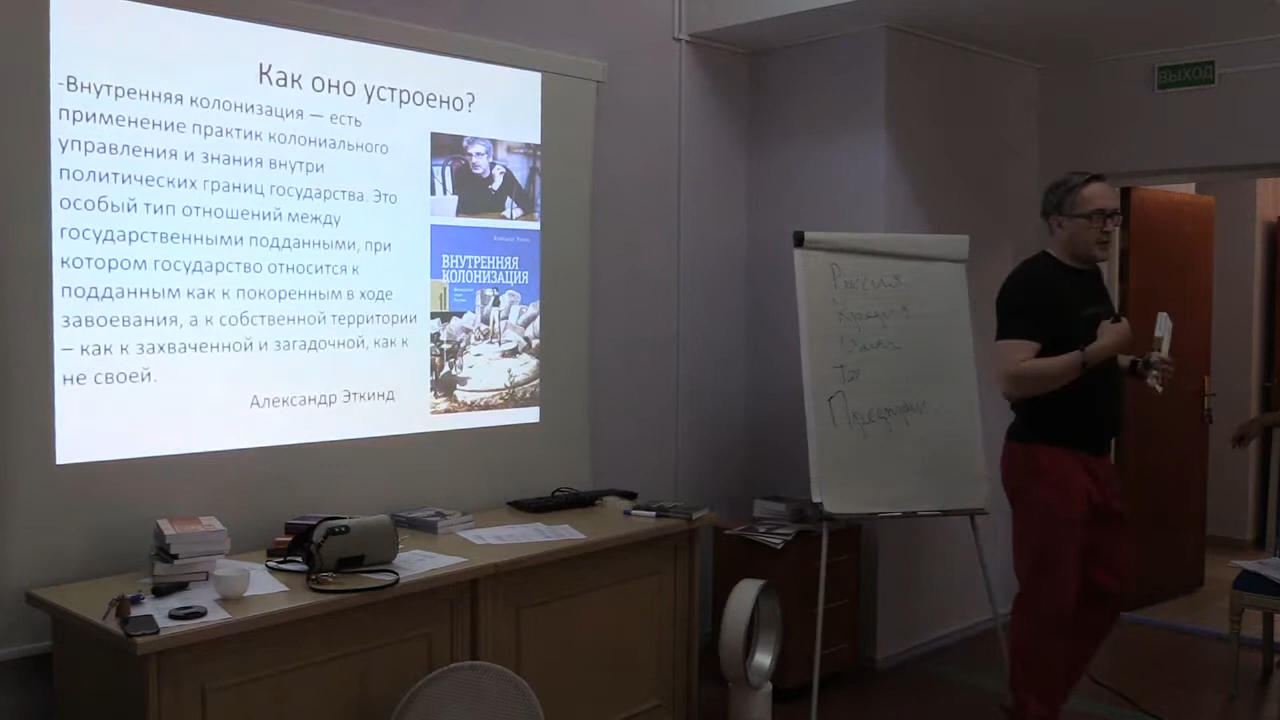 Как оно устроено?
-Внутренняя колонизация — есть
применение практик колониального
управления и знания внутри
политических границ государства. Это
особый тип отношений между
государственными подданными, при
котором государство относится к
подданным как к покоренным в ходе
завоевания, а к собственной территории
– как к захваченной и загадочной, как к
не своей.
Александр Эткинд
ВНУТРЕННЯЯ
КОЛОНИЗАЦИЯ
ВЫХОД
Россия